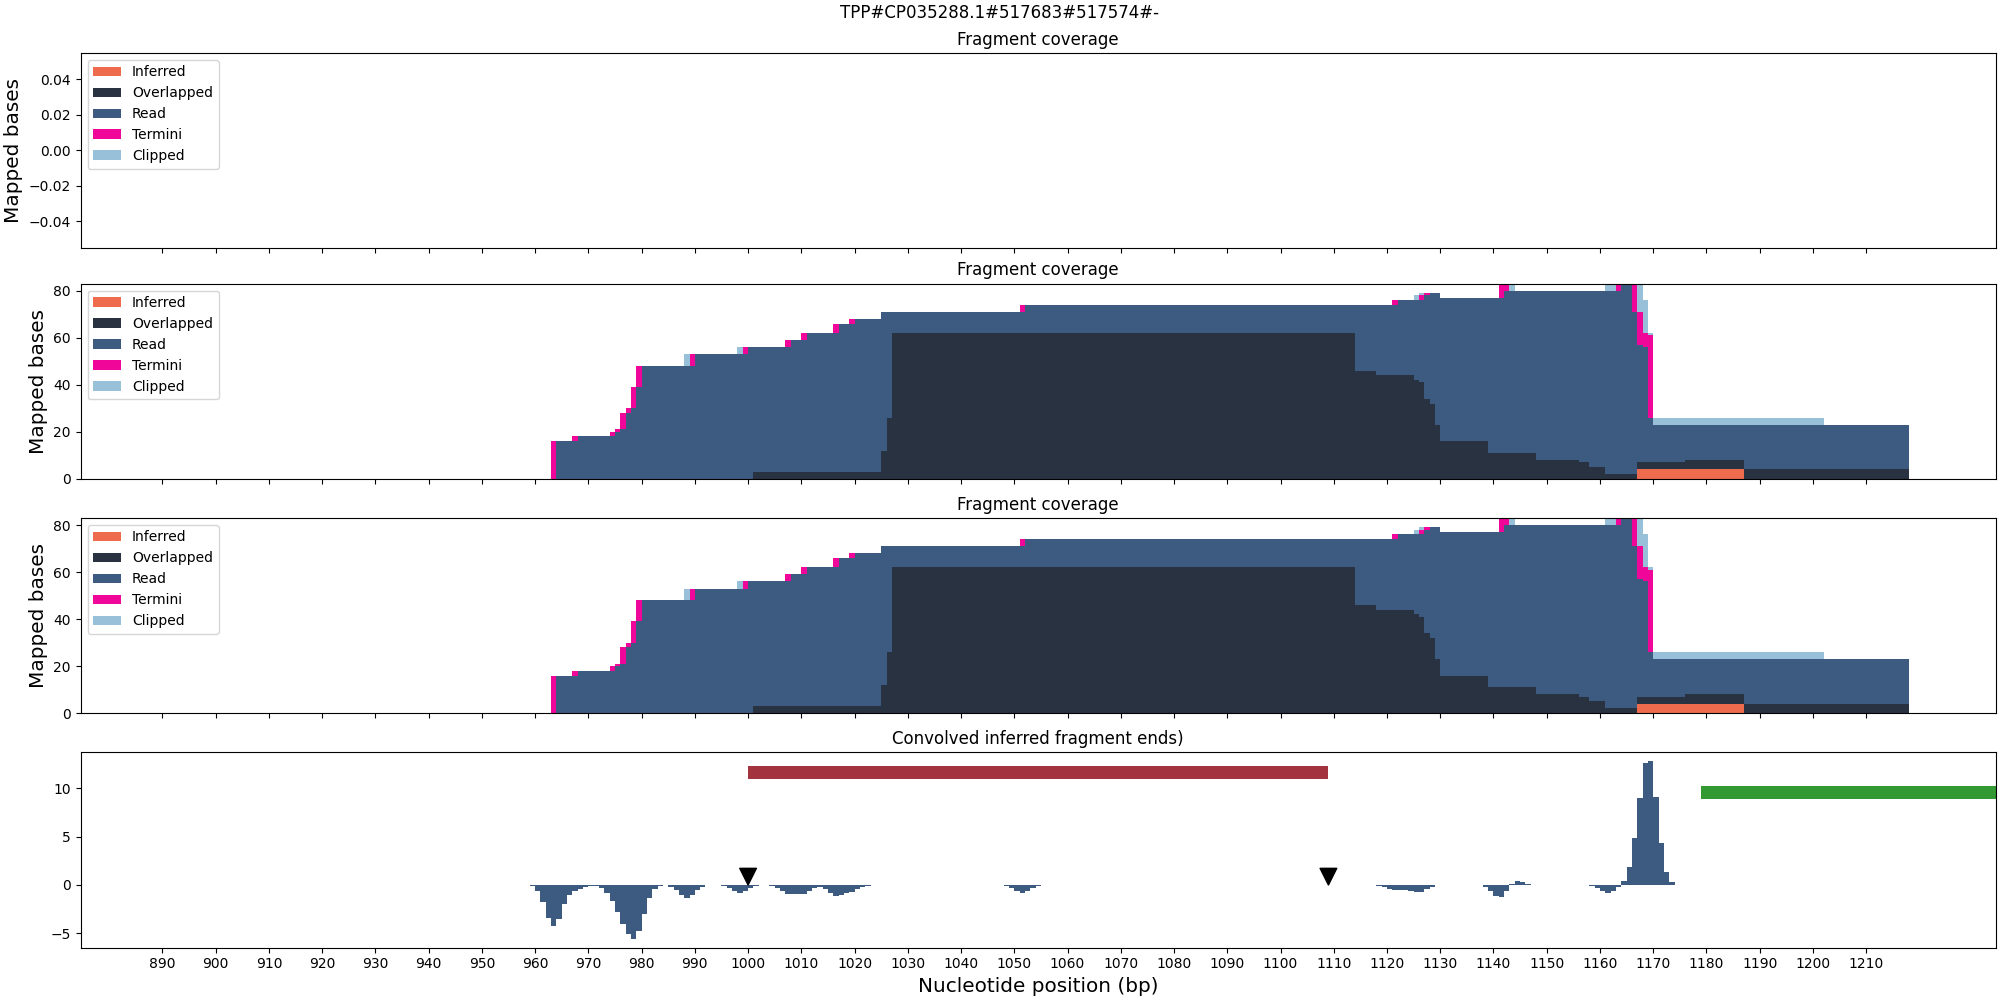 TPP#CP035288.1#517683#517574#-
Fragment coverage
Mapped bases
0.04
0.02
0.00
−0.02
−0.04
Inferred
Overlapped
Read
Termini
Clipped
Fragment coverage
Mapped bases
80
60
40
20
0
Inferred
Overlapped
Read
Termini
Clipped
Fragment coverage
Mapped bases
80
60
40
20
0
Inferred
Overlapped
Read
Termini
Clipped
Convolved inferred fragment ends)
10
5
0
−5
890 900 910 920 930 940 950 960 970 980 990 1000 1010 1020 1030 1040 1050 1060 1070 1080 1090 1100 1110 1120 1130 1140 1150 1160 1170 1180 1190 1200 1210
Nucleotide position (bp)